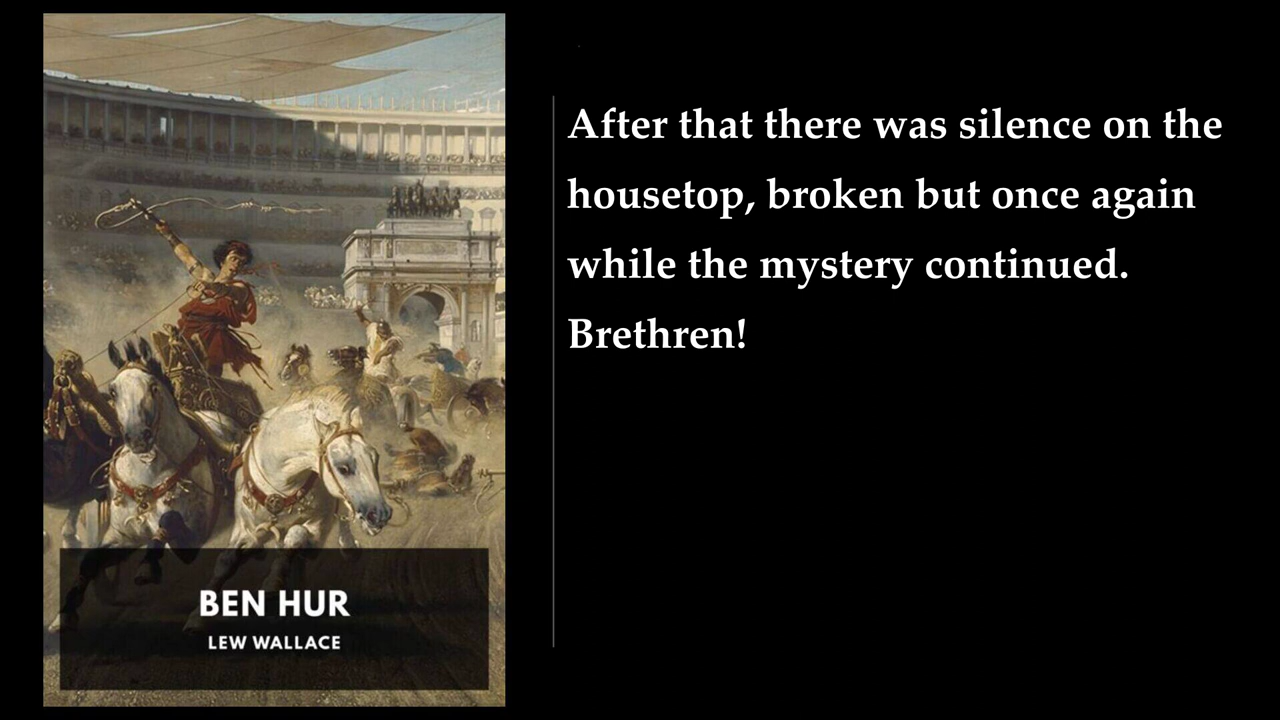 After that there was silence on the
housetop, broken but once again
while the mystery continued.
Brethren!
BEN HUR
LEW WALLACE